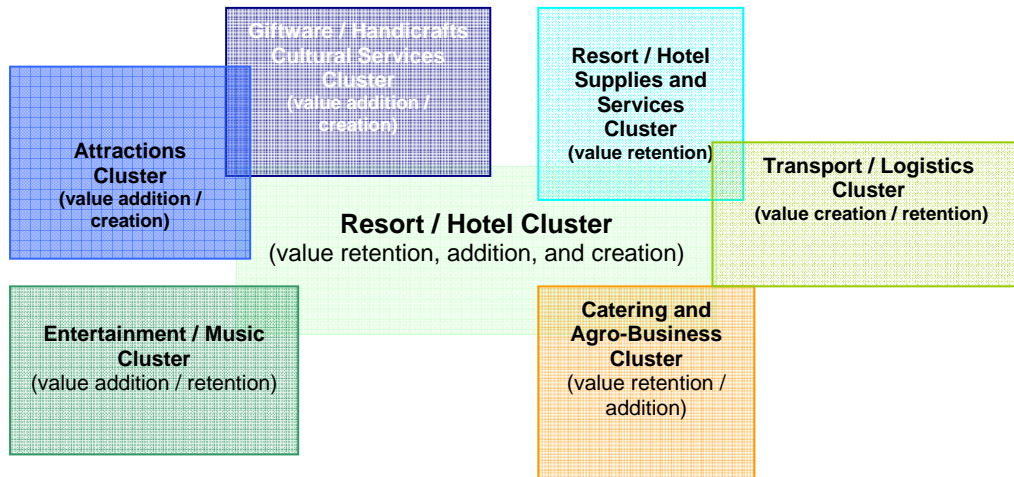 Giftware / Handicrafts
Cultural Services
Cluster
(value addition /
creation)
Resort / Hotel
Supplies and
Services
Cluster
(value retention)
Attractions
Cluster
(value addition /
creation)
Transport / Logistics
Cluster
(value creation / retention)
Resort / Hotel Cluster
(value retention, addition, and creation)
Entertainment / Music
Cluster
(value addition / retention)
Catering and
Agro-Business
Cluster
(value retention /
addition)